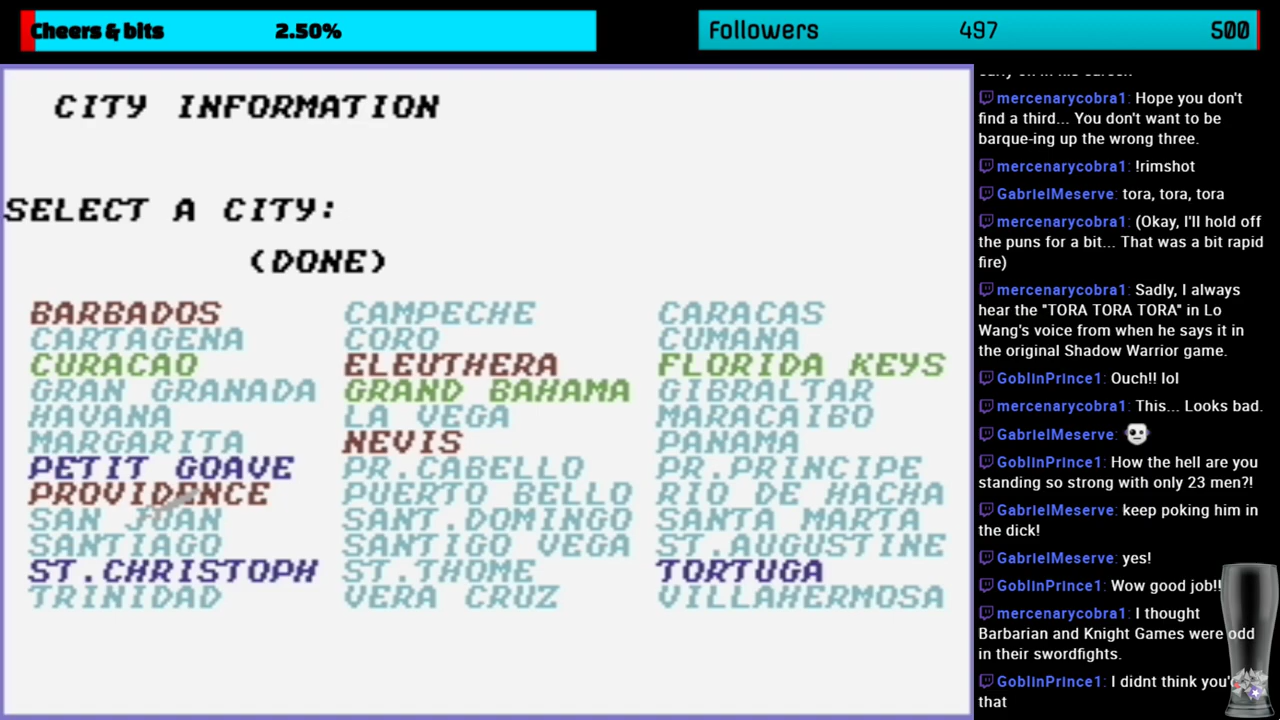 Cheers & bits 2.50%
Followers 497 500
CITY INFORMATION
SELECT A CITY:
(DONE)
BARBADOS CAMPECHE CARACAS
CARTAGENA CORO CUMANA
CURACAO ELEUTHERA FLORIDA KEYS
GRAN GRANADA GRAND BAHAMA GIBRALTAR
HAVANA LA VEGA MARACAIBO
MARGARITA NEVIS PANAMA
PETIT GOAVE PR.CABELLO PR.PRINCIPE
PROVIDENCE PUERTO BELLO RIO DE HACHA
SAN JUAN SANT.DOMINGO SANTA MARTA
SANTIAGO SANTIGO VEGA ST.AUGUSTINE
ST.CHRISTOPH ST.THOME TORTUGA
TRINIDAD VERA CRUZ VILLAHERMOSA
mercenarycobra1: Hope you don't
find a third... You don't want to be
barque-ing up the wrong three.
mercenarycobra1: !rimshot
GabrielMeserve: tora, tora, tora
mercenarycobra1: (Okay, I'll hold off
the puns for a bit... That was a bit rapid
fire)
mercenarycobra1: Sadly, I always
hear the "TORA TORA TORA" in Lo
Wang's voice from when he says it in
the original Shadow Warrior game.
GoblinPrince1: Ouch!! lol
mercenarycobra1: This... Looks bad.
GabrielMeserve:
GoblinPrince1: How the hell are you
standing so strong with only 23 men?!
GabrielMeserve: keep poking him in
the dick!
GabrielMeserve: yes!
GoblinPrince1: Wow good job!!
mercenarycobra1: I thought
Barbarian and Knight Games were odd
in their swordfights.
GoblinPrince1: I didnt think you'd
that